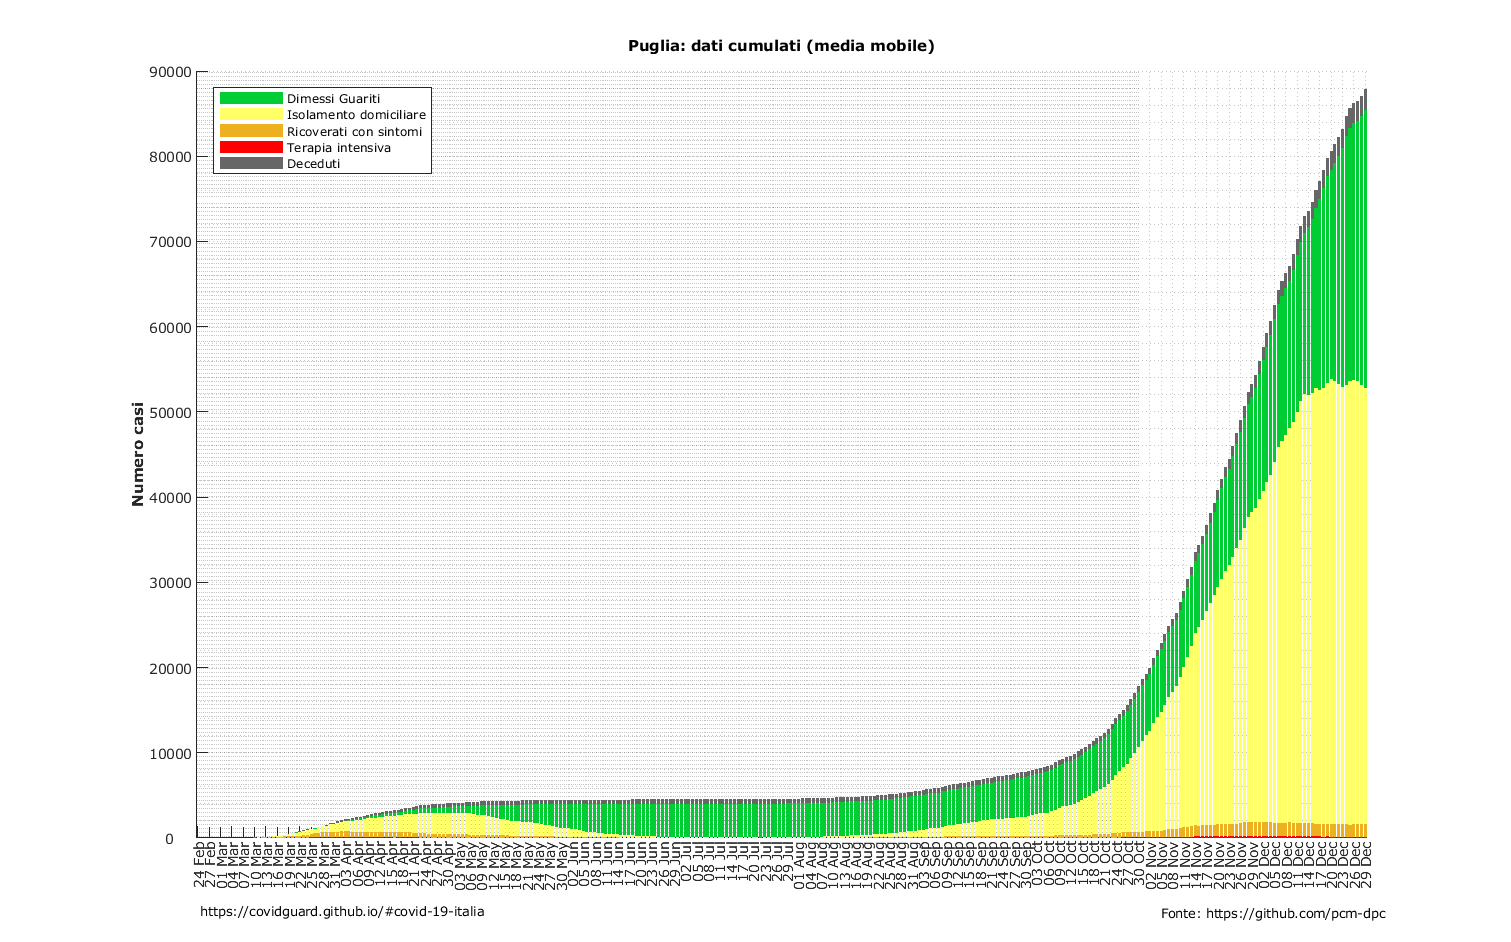 Puglia: dati cumulati (media mobile)
90000
80000
70000
60000
50000
40000
30000
20000
10000
0
Numero casi
Dimessi Guariti
Isolamento domiciliare
Ricoverati con sintomi
Terapia intensiva
Deceduti
24 Feb
27 Feb
01 Mar
04 Mar
07 Mar
10 Mar
13 Mar
16 Mar
19 Mar
22 Mar
25 Mar
28 Mar
31 Mar
03 Apr
06 Apr
09 Apr
12 Apr
15 Apr
18 Apr
21 Apr
24 Apr
27 Apr
30 Apr
03 May
06 May
09 May
12 May
15 May
18 May
21 May
24 May
27 May
30 May
02 Jun
05 Jun
08 Jun
11 Jun
14 Jun
17 Jun
20 Jun
23 Jun
26 Jun
29 Jun
02 Jul
05 Jul
08 Jul
11 Jul
14 Jul
17 Jul
20 Jul
23 Jul
26 Jul
29 Jul
01 Aug
04 Aug
07 Aug
10 Aug
13 Aug
16 Aug
19 Aug
22 Aug
25 Aug
28 Aug
31 Aug
03 Sep
06 Sep
09 Sep
12 Sep
15 Sep
18 Sep
21 Sep
24 Sep
27 Sep
30 Sep
03 Oct
06 Oct
09 Oct
12 Oct
15 Oct
18 Oct
21 Oct
24 Oct
27 Oct
30 Oct
02 Nov
05 Nov
08 Nov
11 Nov
14 Nov
17 Nov
20 Nov
23 Nov
26 Nov
29 Nov
02 Dec
05 Dec
08 Dec
11 Dec
14 Dec
17 Dec
20 Dec
23 Dec
26 Dec
29 Dec
https://covidguard.github.io/#covid-19-italia
Fonte: https://github.com/pcm-dpc